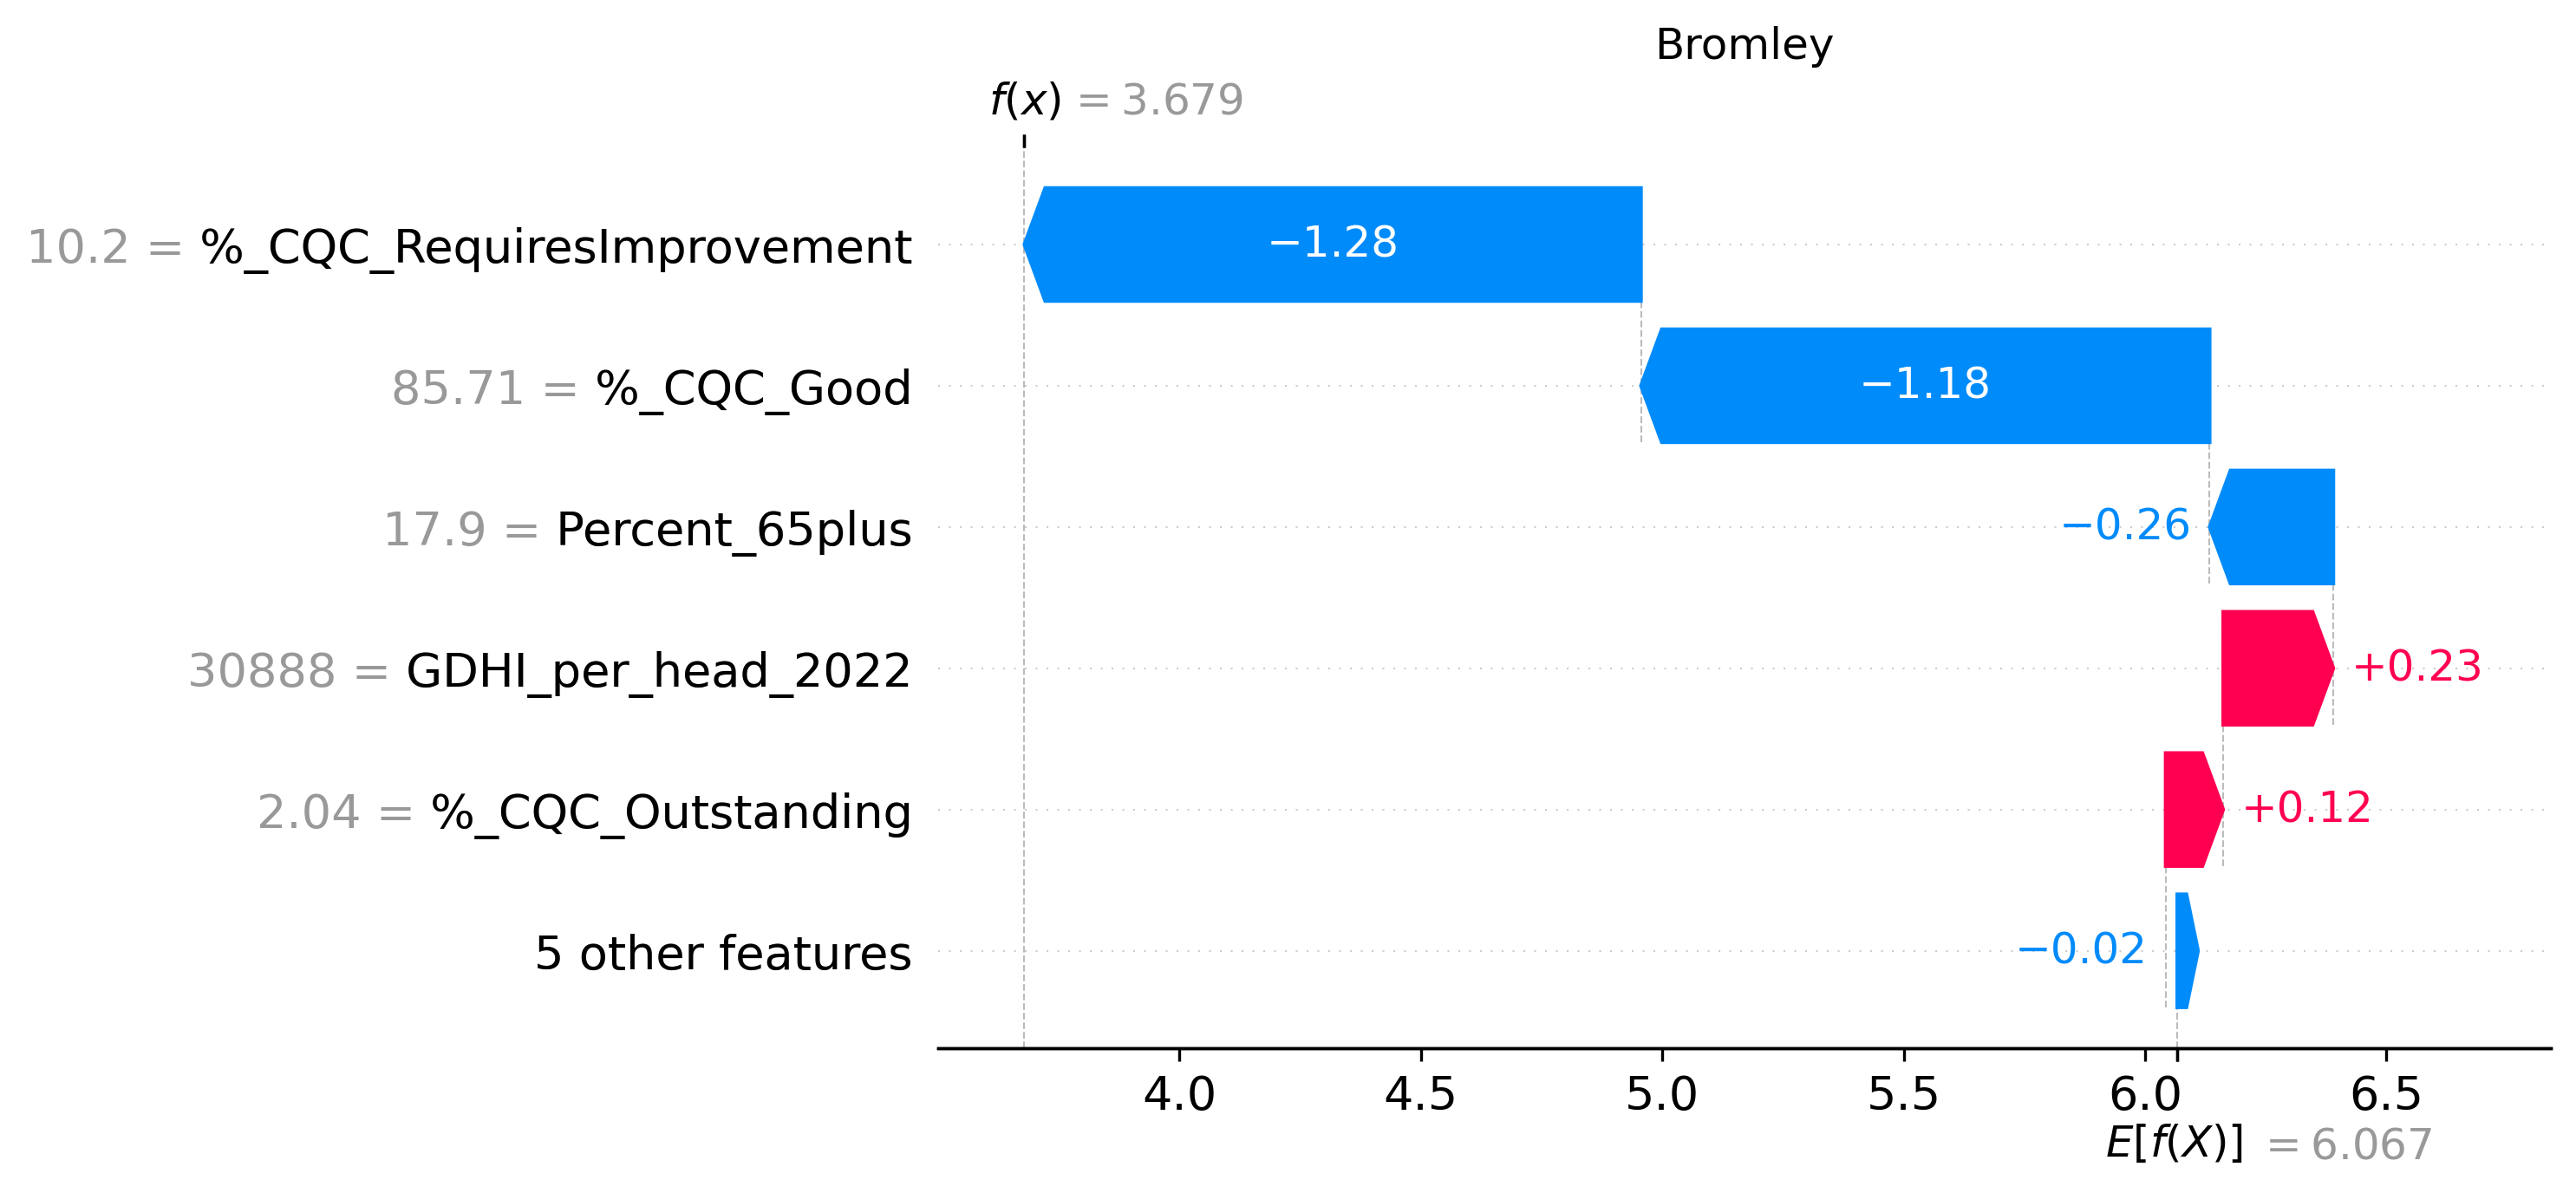 Bromley
f(x) = 3.679
10.2 = %_CQC_RequiresImprovement
−1.28
85.71 = %_CQC_Good
−1.18
17.9 = Percent_65plus
−0.26
30888 = GDHI_per_head_2022
+0.23
2.04 = %_CQC_Outstanding
+0.12
5 other features
−0.02
4.0 4.5 5.0 5.5 6.0 6.5
E[f(X)] = 6.067